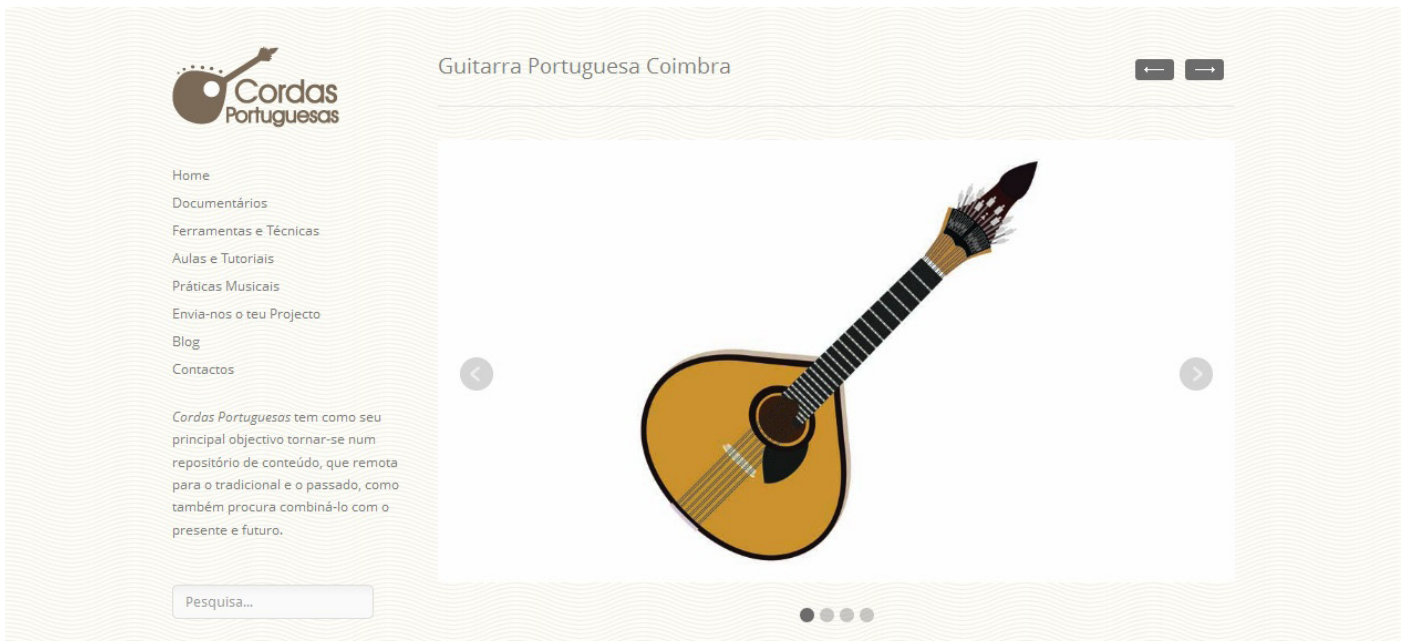 Cordas
Portuguesas
Guitarra Portuguesa Coimbra
Home
Documentários
Ferramentas e Técnicas
Aulas e Tutoriais
Práticas Musicais
Envia-nos o teu Projecto
Blog
Contactos
Cordas Portuguesas tem como seu
principal objectivo tornar-se num
repositório de conteúdo, que remota
para o tradicional e o passado, como
também procura combiná-lo com o
presente e futuro.
Pesquisa...